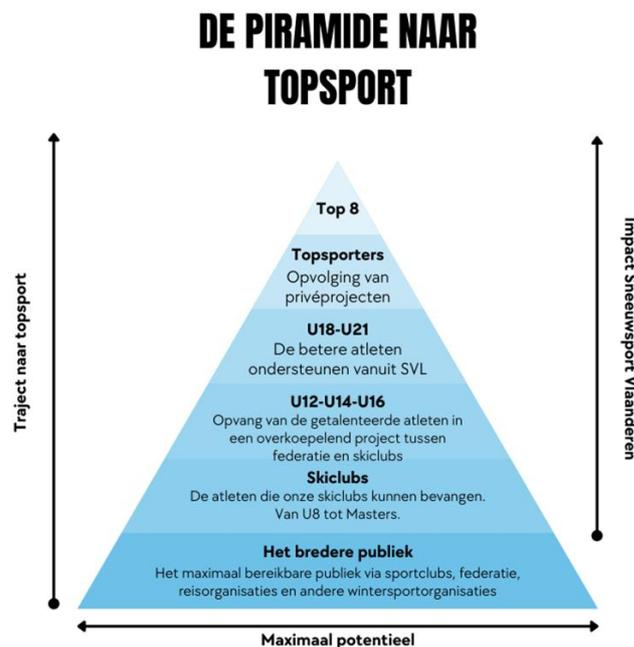 DE PIRAMIDE NAAR
TOPSPORT
Traject naar topsport
Impact Sneeuwsport Vlaanderen
Top 8
Topsporters
Opvolging van
privéprojecten
U18-U21
De betere atleten
ondersteunen vanuit SVL
U12-U14-U16
Opvang van de getalenteerde atleten in
een overkoepelend project tussen
federatie en skiclubs
Skiclubs
De atleten die onze skiclubs kunnen bevangen.
Van U8 tot Masters.
Het bredere publiek
Het maximaal bereikbare publiek via sportclubs, federatie,
reisorganisaties en andere wintersportorganisaties
Maximaal potentieel